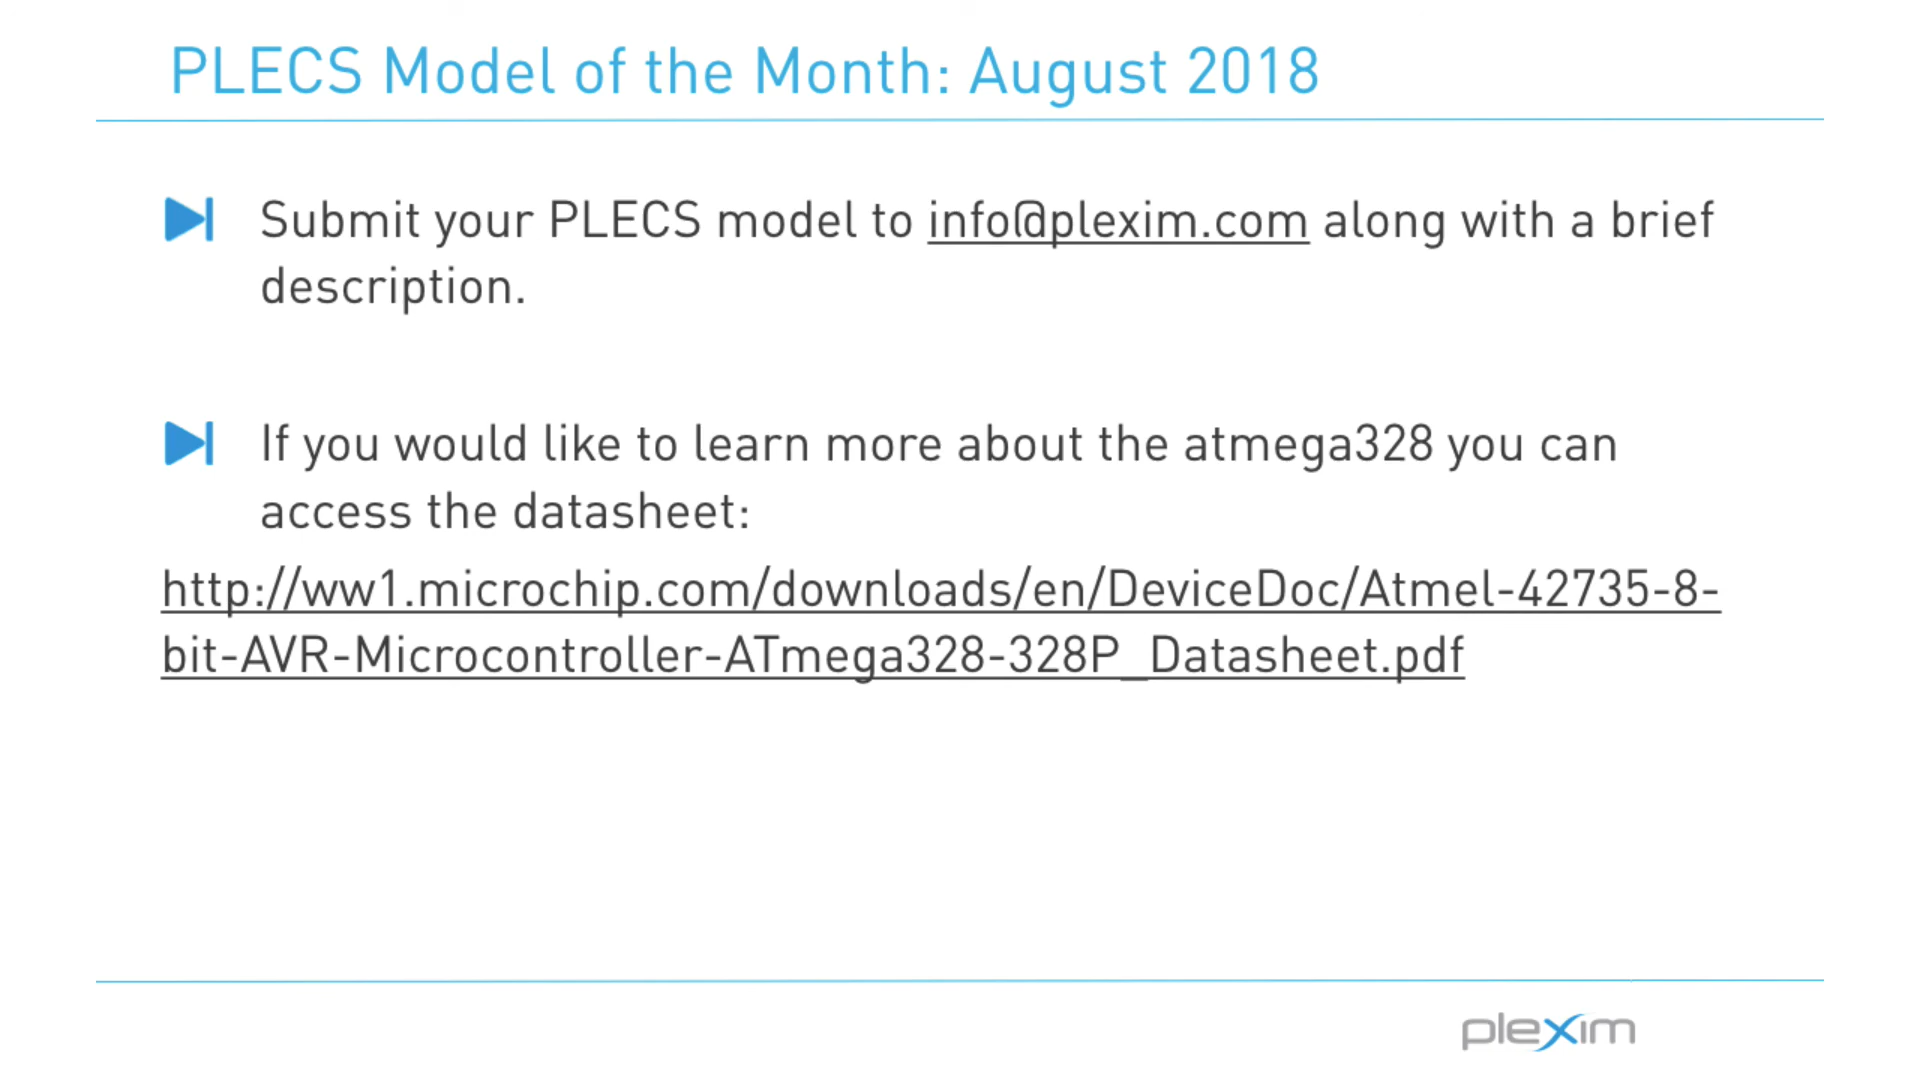 PLECS Model of the Month: August 2018
Submit your PLECS model to info@plexim.com along with a brief
description.
If you would like to learn more about the atmega328 you can
access the datasheet:
http://ww1.microchip.com/downloads/en/DeviceDoc/Atmel-42735-8-
bit-AVR-Microcontroller-ATmega328-328P_Datasheet.pdf
plexim